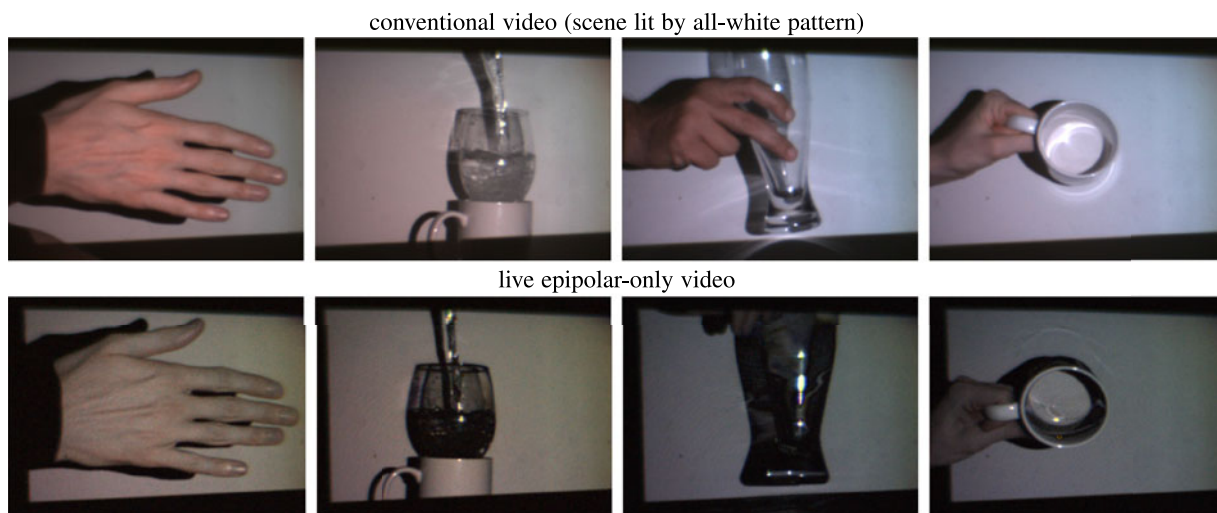 conventional video (scene lit by all-white pattern)
live epipolar-only video